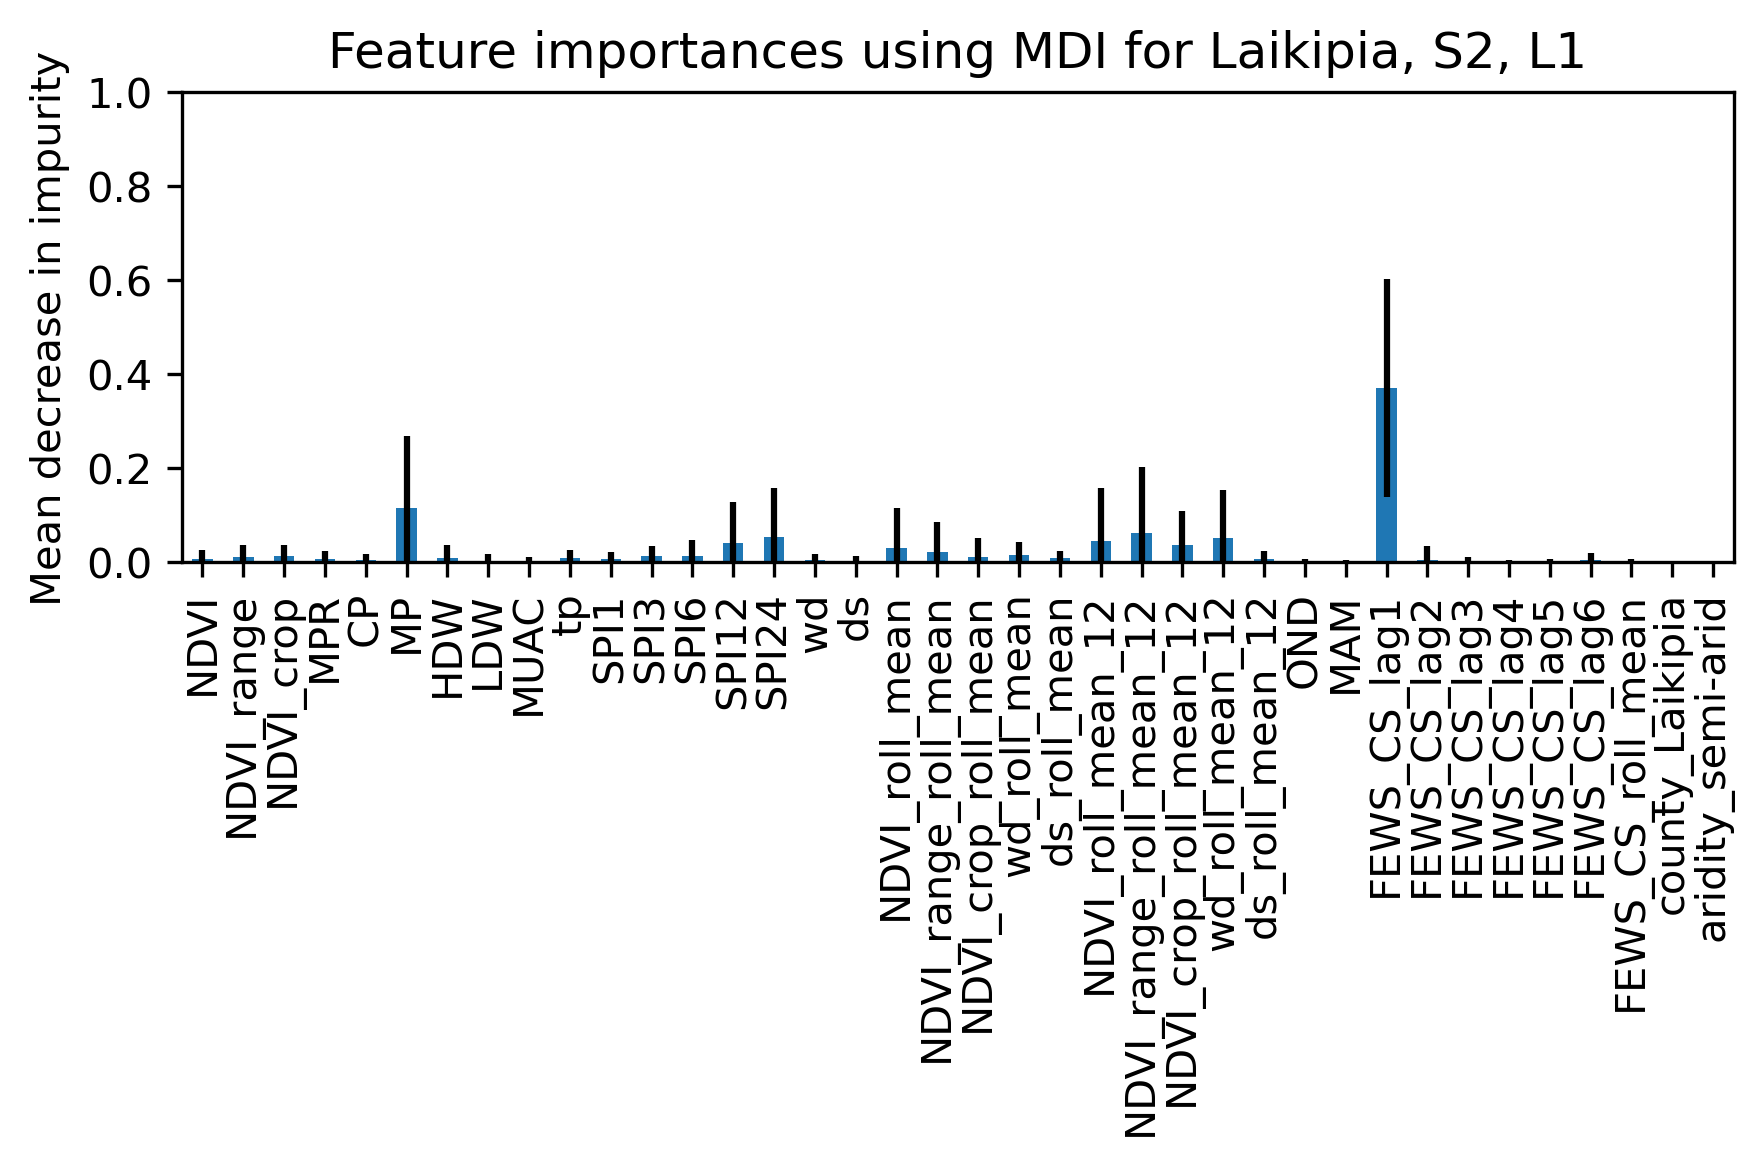 Feature importances using MDI for Laikipia, S2, L1
Mean decrease in impurity
1.0
0.8
0.6
0.4
0.2
0.0
NDVI
NDVI_range
NDVI_crop
MPR
CP
MP
HDW
LDW
MUAC
tp
SPI1
SPI3
SPI6
SPI12
SPI24
wd
ds
NDVI_roll_mean
NDVI_range_roll_mean
NDVI_crop_roll_mean
wd_roll_mean
ds_roll_mean
NDVI_roll_mean_12
NDVI_range_roll_mean_12
NDVI_crop_roll_mean_12
wd_roll_mean_12
ds_roll_mean_12
OND
MAM
FEWS_CS_lag1
FEWS_CS_lag2
FEWS_CS_lag3
FEWS_CS_lag4
FEWS_CS_lag5
FEWS_CS_lag6
FEWS_CS_roll_mean
county_Laikipia
aridity_semi-arid